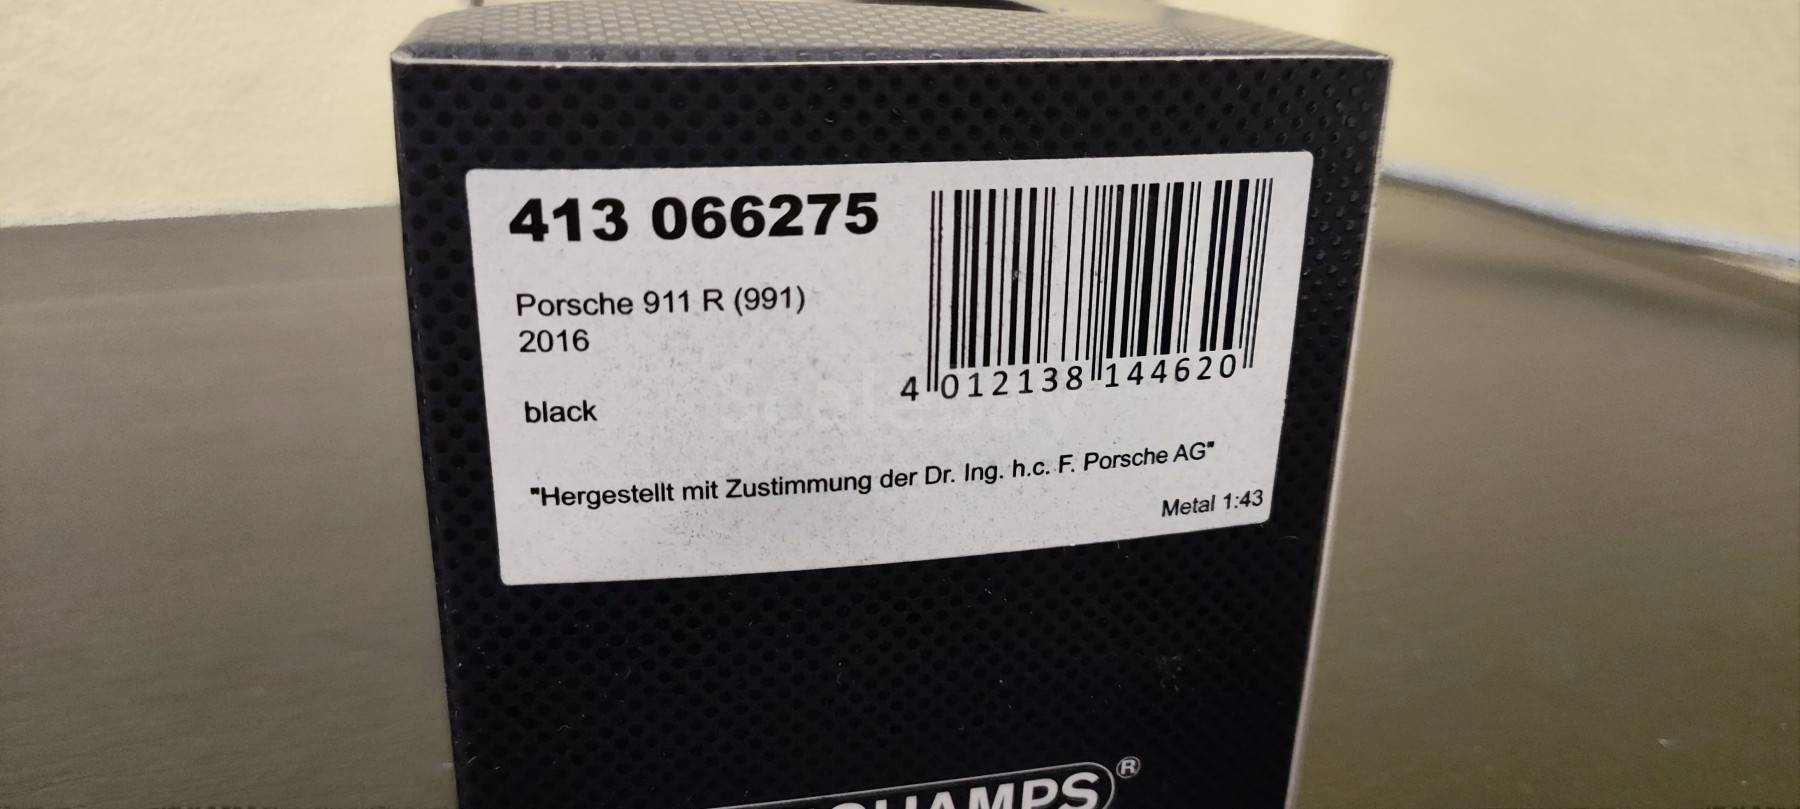 413 066275
Porsche 911 R (991)
2016
black
4 012138 144620
"Hergestellt mit Zustimmung der Dr. Ing. h.c. F. Porsche AG"
Metal 1:43